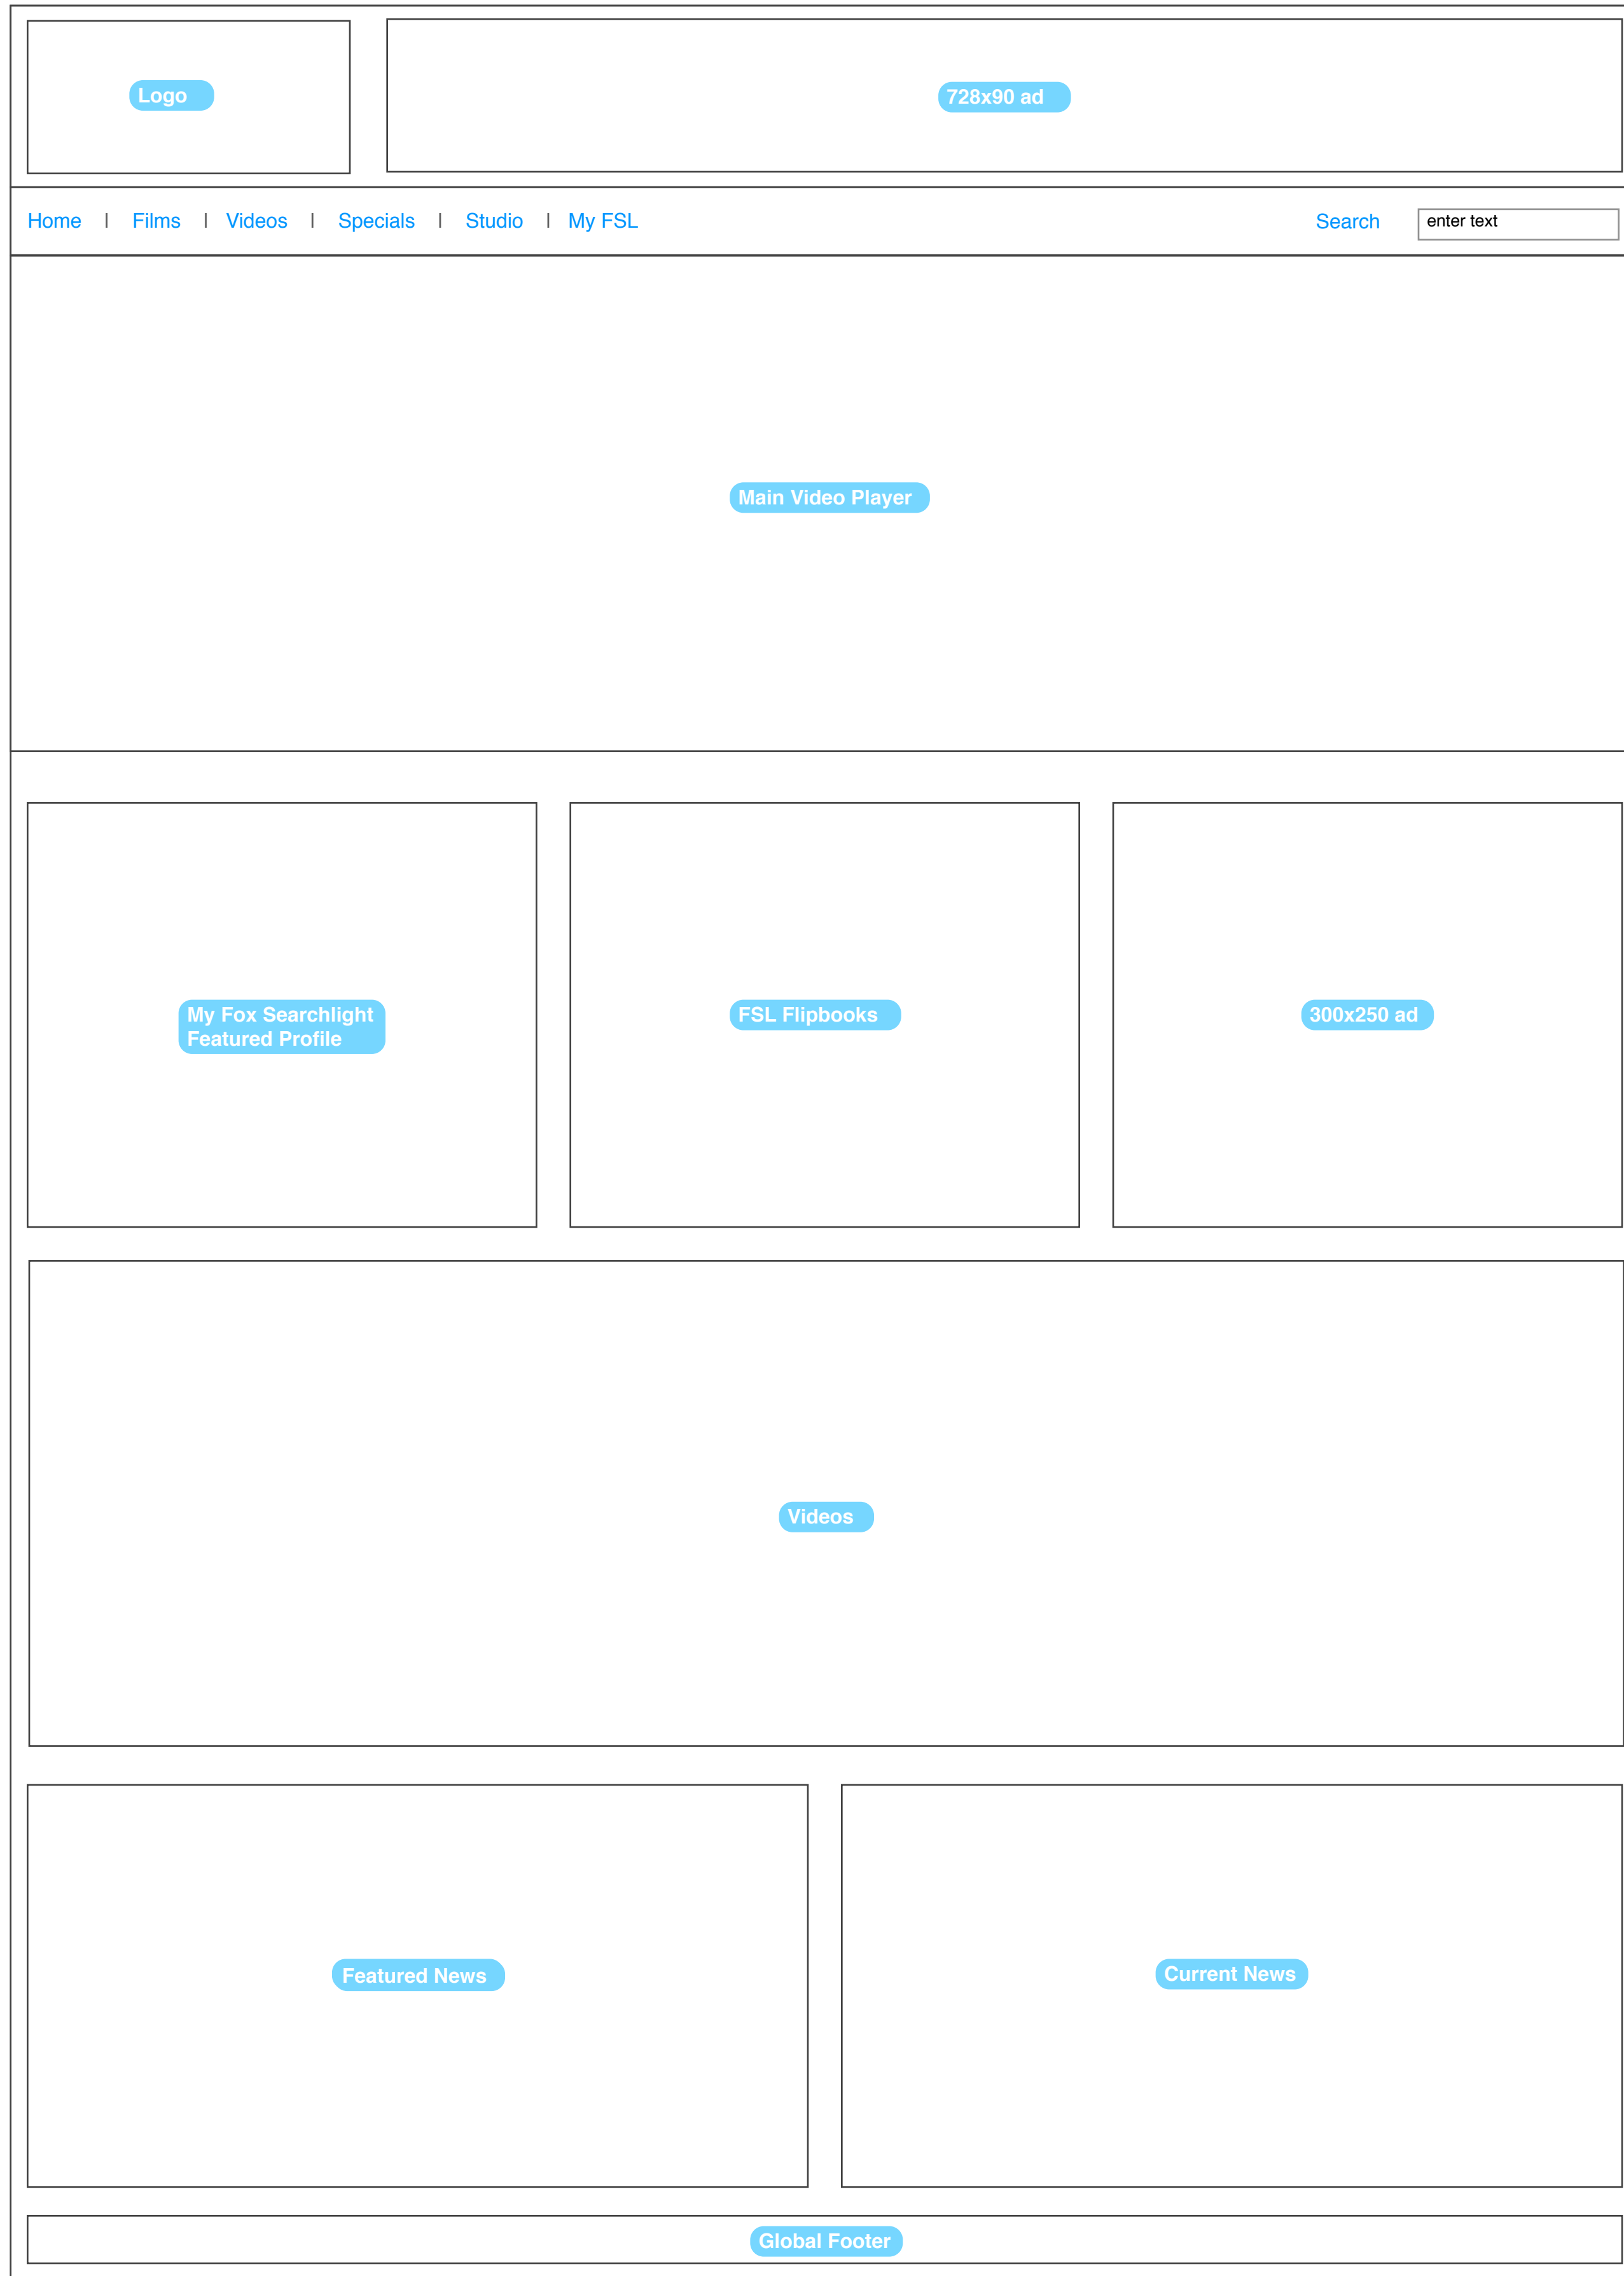 Logo
728x90 ad
Home | Films | Videos | Specials | Studio | My FSL
Search
enter text
Main Video Player
My Fox Searchlight
Featured Profile
FSL Flipbooks
300x250 ad
Videos
Featured News
Current News
Global Footer